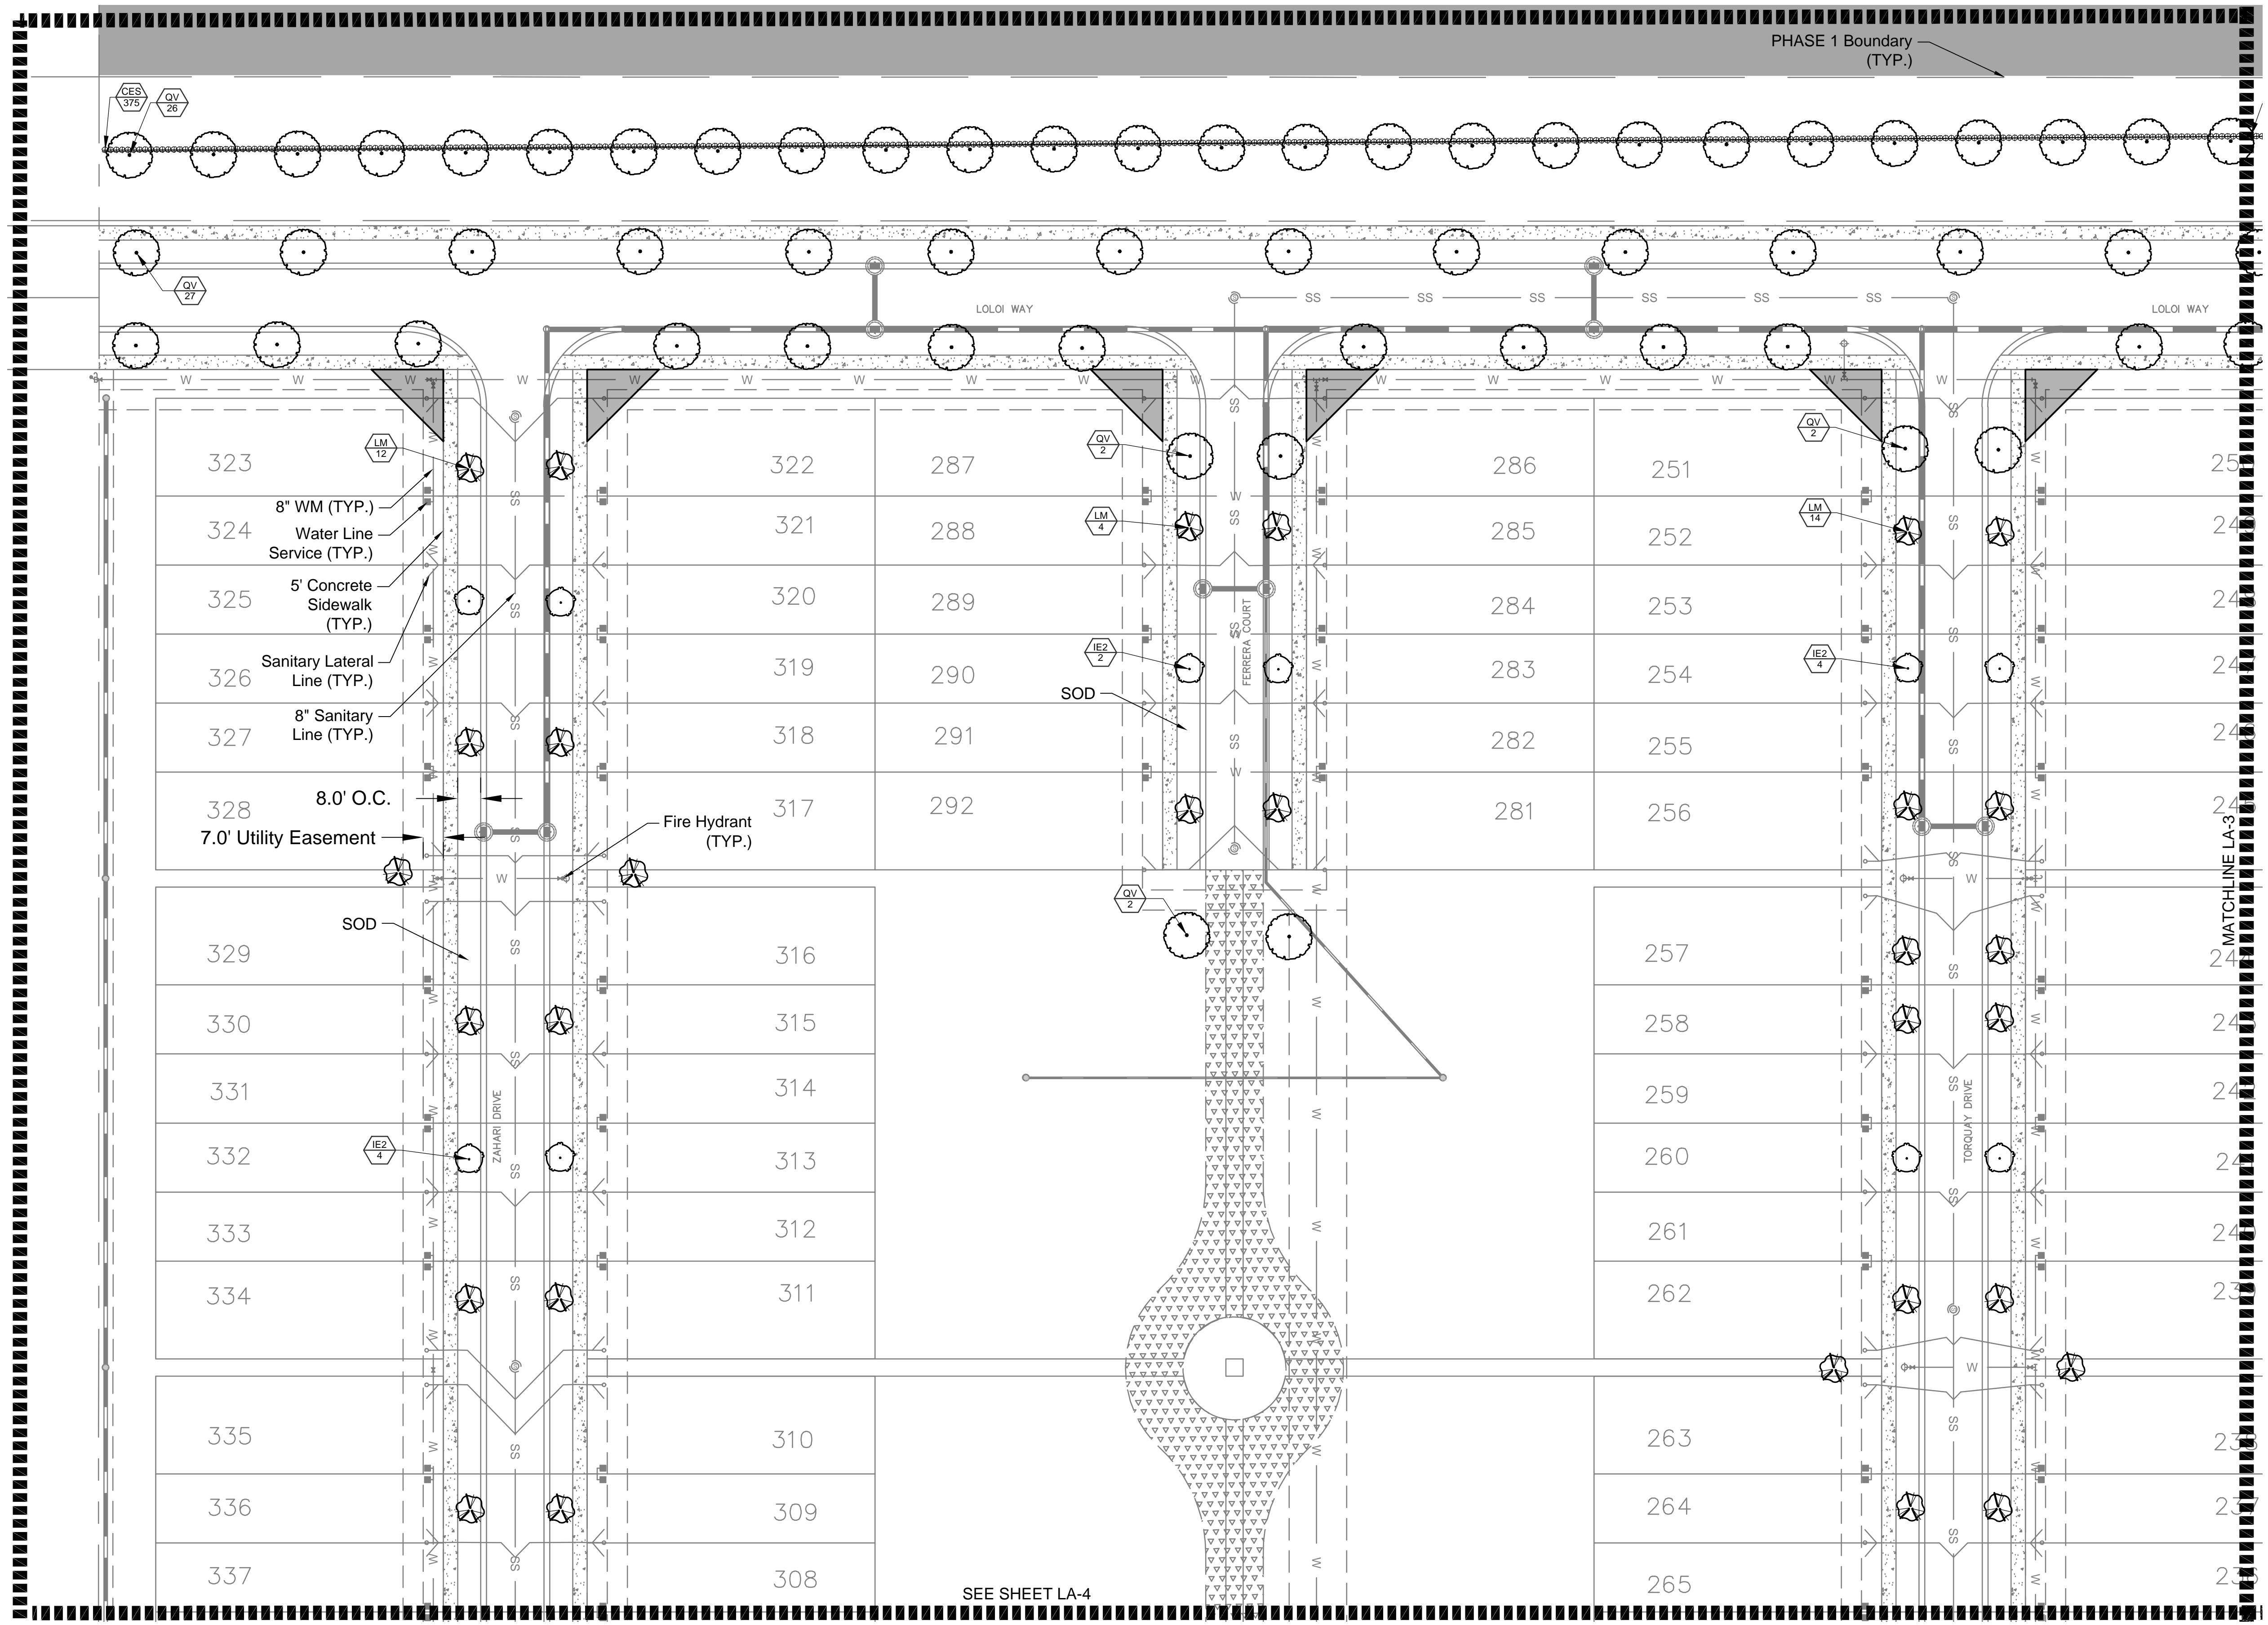 PHASE 1 Boundary
(TYP.)
CES
375
QV
26
QV
27
LOLOI WAY
LOLOI WAY
SS SS SS SS SS SS
W W W W W W W W W W W W W W W
LM
12
QV
2
QV
2
323
322
287
286
251
8" WM (TYP.)
LM
4
LM
14
324
Water Line
Service (TYP.)
321
288
285
252
325
5' Concrete
Sidewalk
(TYP.)
320
289
FERRERA COURT
284
253
326
Sanitary Lateral
Line (TYP.)
319
290
IE2
2
283
254
IE2
4
SOD
327
8" Sanitary
Line (TYP.)
318
291
282
255
328
8.0' O.C.
7.0' Utility Easement
Fire Hydrant
(TYP.)
317
292
281
256
MATCHLINE LA-3
QV
2
SOD
329
316
257
330
315
258
331
314
259
ZAHARI DRIVE
TORQUAY DRIVE
332
IE2
4
313
260
333
312
261
334
311
262
335
310
263
336
309
264
337
308
265
SEE SHEET LA-4